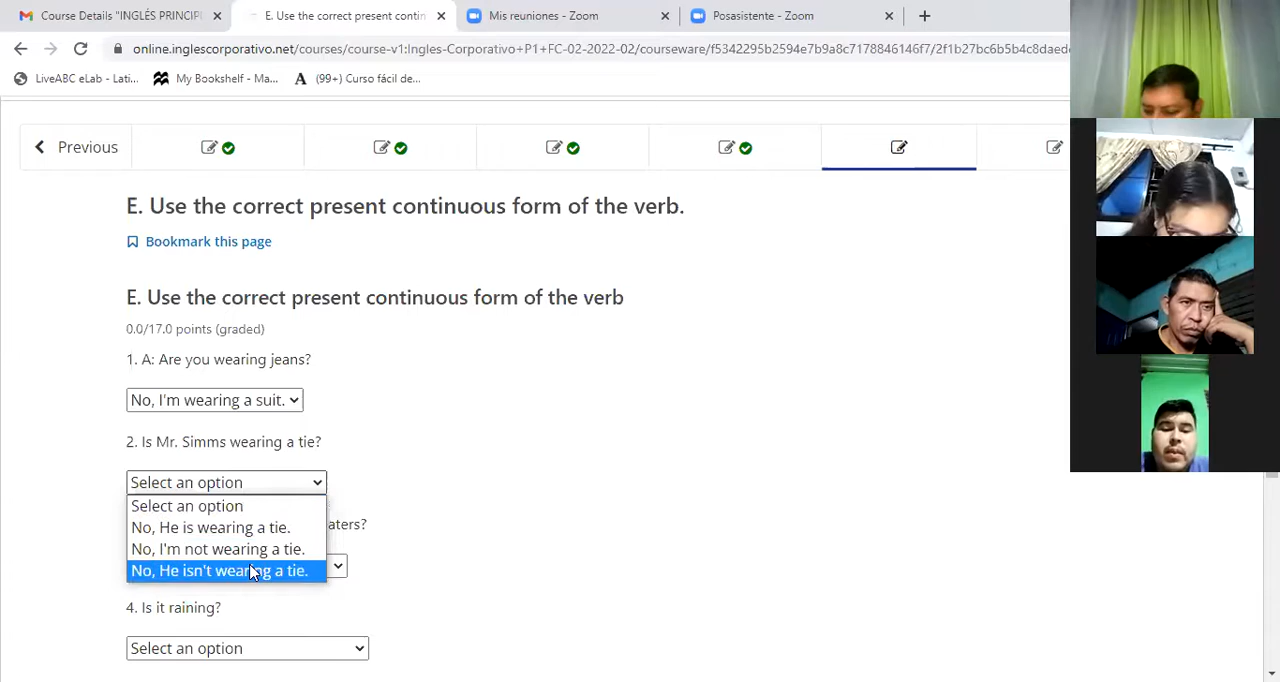 Course Details "INGLÉS PRINCIPI
E. Use the correct present contin
Mis reuniones - Zoom
Posasistente - Zoom
online.inglescorporativo.net/courses/course-v1:Ingles-Corporativo+P1+FC-02-2022-02/courseware/f5342295b2594e7b9a8c7178846146f7/2f1b27bc6b5b4c8daed
LiveABC eLab - Lati...
My Bookshelf - Ma...
(99+) Curso fácil de...
Previous
E. Use the correct present continuous form of the verb.
Bookmark this page
E. Use the correct present continuous form of the verb
0.0/17.0 points (graded)
1. A: Are you wearing jeans?
No, I'm wearing a suit.
2. Is Mr. Simms wearing a tie?
Select an option
Select an option
No, He is wearing a tie.
aters?
No, I'm not wearing a tie.
No, He isn't wearing a tie.
4. Is it raining?
Select an option